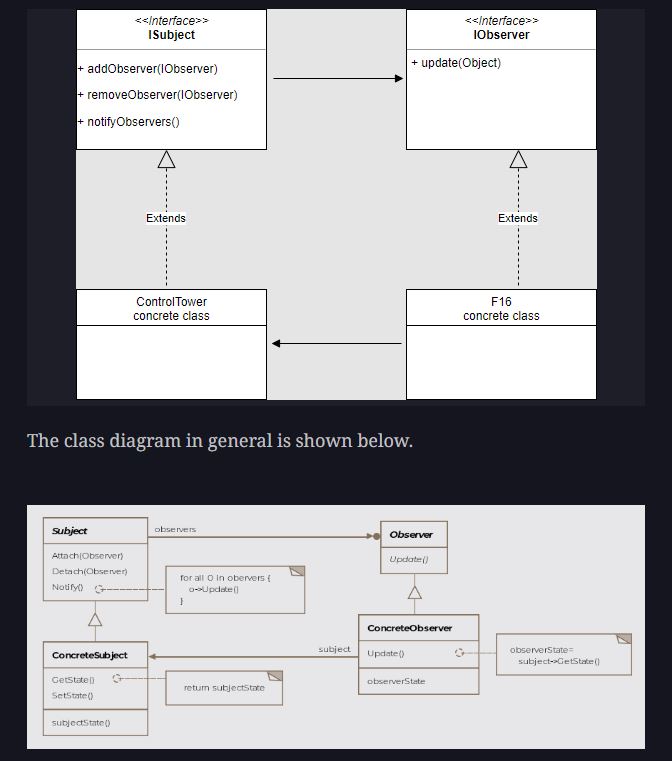 <<Interface>>
ISubject
+ addObserver(IObserver)
+ removeObserver(IObserver)
+ notifyObservers()
<<Interface>>
IObserver
+ update(Object)
Extends
Extends
ControlTower
concrete class
F16
concrete class
The class diagram in general is shown below.
Subject
Attach(Observer)
Detach(Observer)
Notify()
observers
for all O in obervers {
o->Update()
}
Observer
Update()
ConcreteSubject
GetState()
SetState()
subjectState()
return subjectState
subject
ConcreteObserver
Update()
observerState
observerState=
subject->GetState()